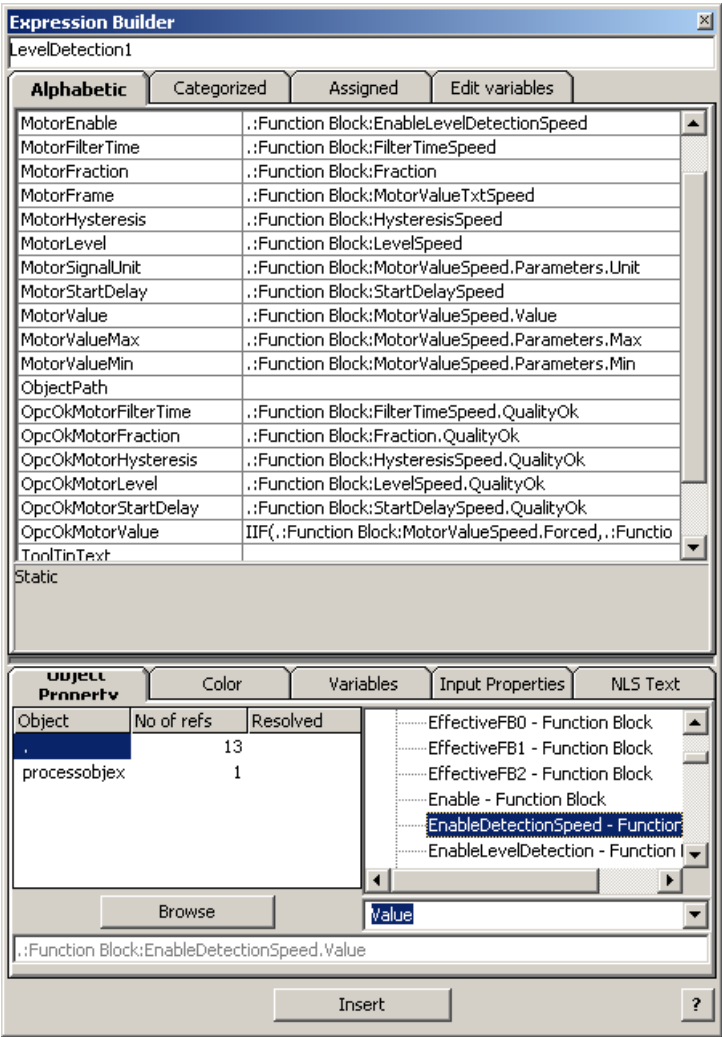 Expression Builder
LevelDetection1
Alphabetic Categorized Assigned Edit variables
MotorEnable .:Function Block:EnableLevelDetectionSpeed
MotorFilterTime .:Function Block:FilterTimeSpeed
MotorFraction .:Function Block:Fraction
MotorFrame .:Function Block:MotorValueTxtSpeed
MotorHysteresis .:Function Block:HysteresisSpeed
MotorLevel .:Function Block:LevelSpeed
MotorSignalUnit .:Function Block:MotorValueSpeed.Parameters.Unit
MotorStartDelay .:Function Block:StartDelaySpeed
MotorValue .:Function Block:MotorValueSpeed.Value
MotorValueMax .:Function Block:MotorValueSpeed.Parameters.Max
MotorValueMin .:Function Block:MotorValueSpeed.Parameters.Min
ObjectPath
OpcOkMotorFilterTime .:Function Block:FilterTimeSpeed.QualityOk
OpcOkMotorFraction .:Function Block:Fraction.QualityOk
OpcOkMotorHysteresis .:Function Block:HysteresisSpeed.QualityOk
OpcOkMotorLevel .:Function Block:LevelSpeed.QualityOk
OpcOkMotorStartDelay .:Function Block:StartDelaySpeed.QualityOk
OpcOkMotorValue IIF(.:Function Block:MotorValueSpeed.Forced,.:Functio
ToolTipText
Static
Object Property Color Variables Input Properties NLS Text
Object No of refs Resolved
. 13
processobjex 1
EffectiveFB0 - Function Block
EffectiveFB1 - Function Block
EffectiveFB2 - Function Block
Enable - Function Block
EnableDetectionSpeed - Function
EnableLevelDetection - Function
Browse
Value
.:Function Block:EnableDetectionSpeed.Value
Insert ?